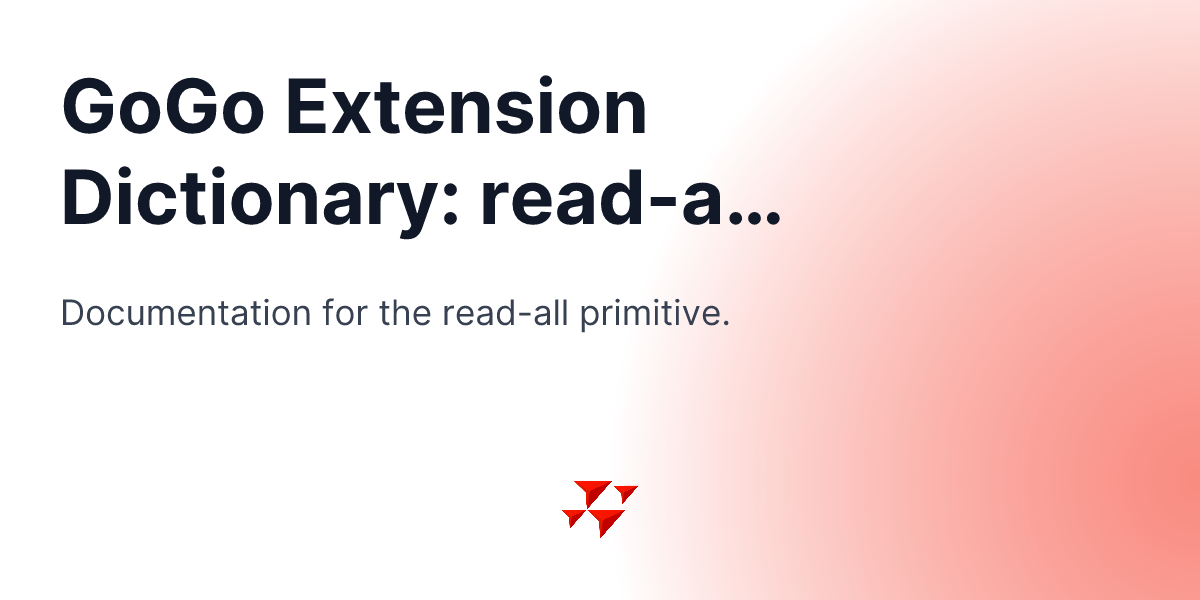 GoGo Extension
Dictionary: read-a...
Documentation for the read-all primitive.